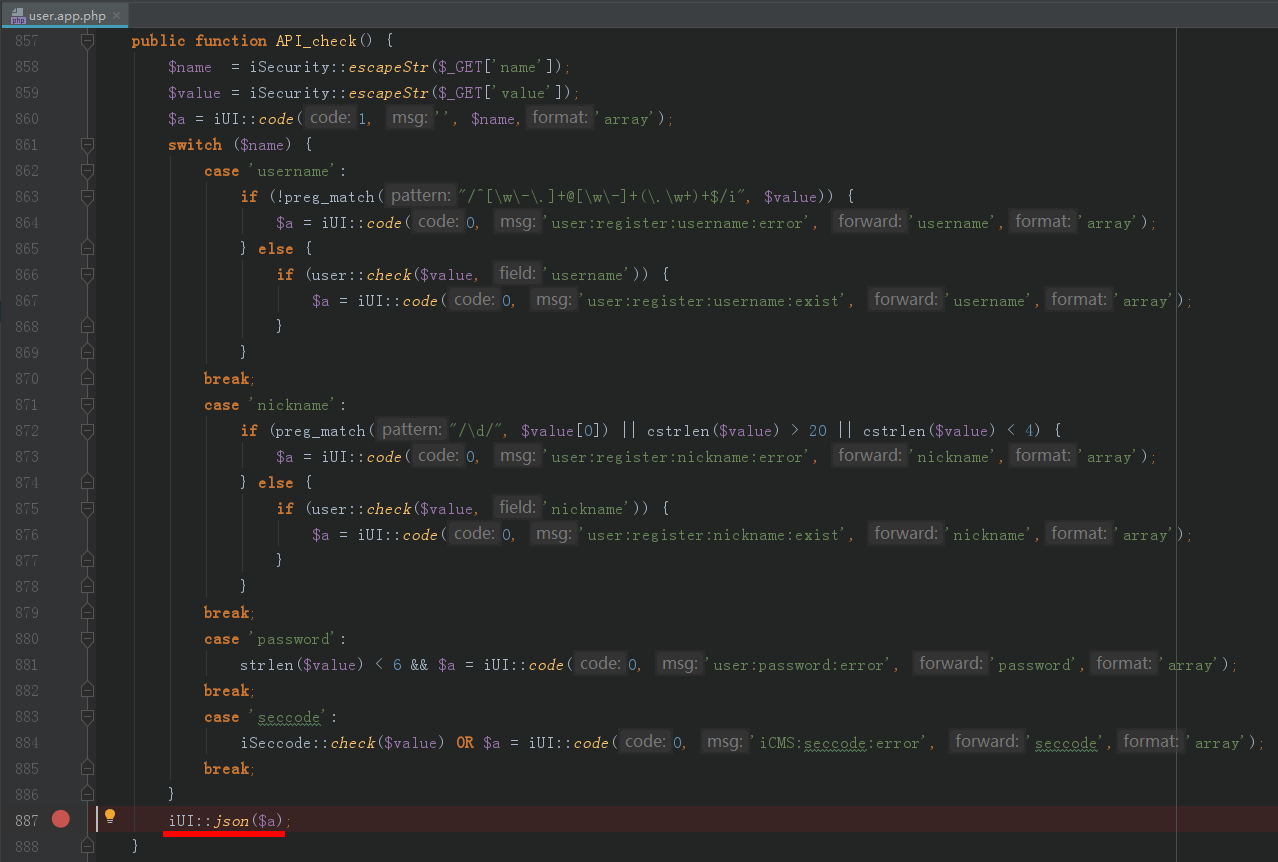 user.app.php
857 public function API_check() {
858 $name  = iSecurity::escapeStr($_GET['name']);
859 $value = iSecurity::escapeStr($_GET['value']);
860 $a = iUI::code( code: 1, msg: '', $name, format: 'array');
861 switch ($name) {
862 case 'username':
863 if (!preg_match( pattern: "/^[\w\-\.]+@[\w\-]+(\.\w+)+$/i", $value)) {
864 $a = iUI::code( code: 0, msg: 'user:register:username:error', forward: 'username', format: 'array');
865 } else {
866 if (user::check($value, field: 'username')) {
867 $a = iUI::code( code: 0, msg: 'user:register:username:exist', forward: 'username', format: 'array');
868 }
869 }
870 break;
871 case 'nickname':
872 if (preg_match( pattern: "/\d/", $value[0]) || cstrlen($value) > 20 || cstrlen($value) < 4) {
873 $a = iUI::code( code: 0, msg: 'user:register:nickname:error', forward: 'nickname', format: 'array');
874 } else {
875 if (user::check($value, field: 'nickname')) {
876 $a = iUI::code( code: 0, msg: 'user:register:nickname:exist', forward: 'nickname', format: 'array');
877 }
878 }
879 break;
880 case 'password':
881 strlen($value) < 6 && $a = iUI::code( code: 0, msg: 'user:password:error', forward: 'password', format: 'array');
882 break;
883 case 'seccode':
884 iSeccode::check($value) OR $a = iUI::code( code: 0, msg: 'iCMS:seccode:error', forward: 'seccode', format: 'array');
885 break;
886 }
887 iUI::json($a);
888 }